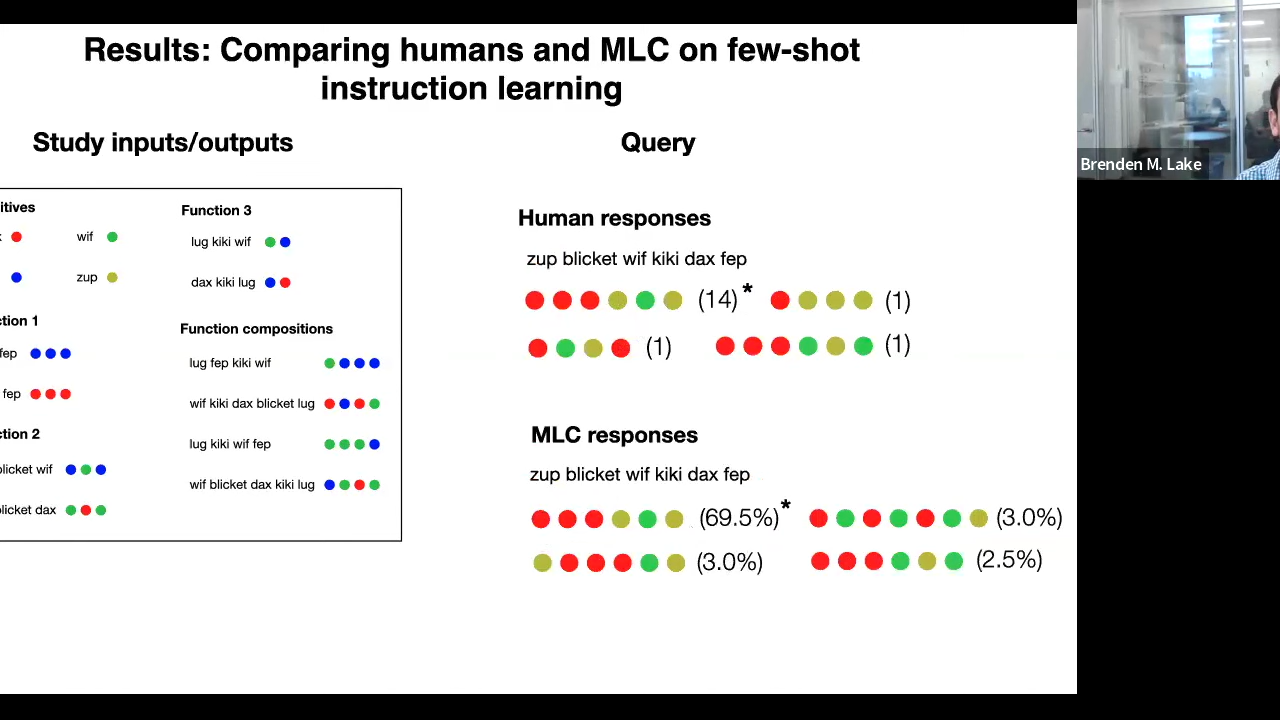 Results: Comparing humans and MLC on few-shot
instruction learning
Study inputs/outputs
Query
Brenden M. Lake
itives
wif
zup
ction 1
fep
fep
ction 2
blicket wif
blicket dax
Function 3
lug kiki wif
dax kiki lug
Function compositions
lug fep kiki wif
wif kiki dax blicket lug
lug kiki wif fep
wif blicket dax kiki lug
Human responses
zup blicket wif kiki dax fep
(14)* (1)
(1) (1)
MLC responses
zup blicket wif kiki dax fep
(69.5%)* (3.0%)
(3.0%) (2.5%)